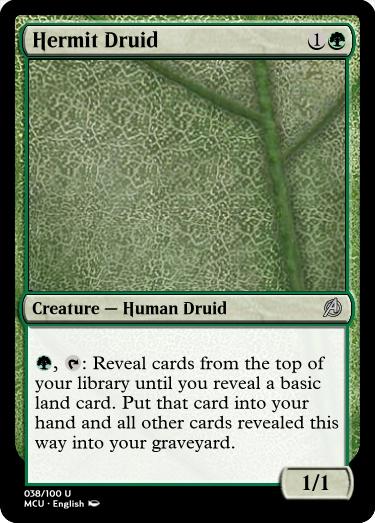 Hermit Druid 1
Creature — Human Druid
, : Reveal cards from the top of
your library until you reveal a basic
land card. Put that card into your
hand and all other cards revealed this
way into your graveyard.
1/1
038/100 U
MCU • English